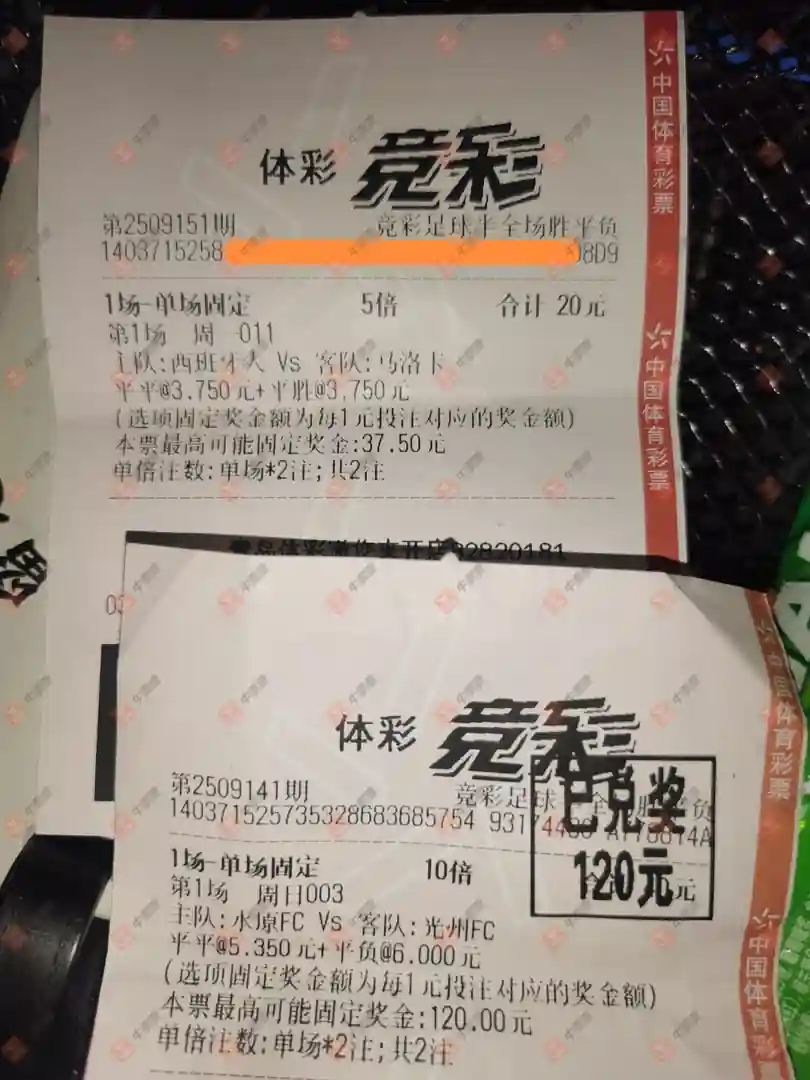 中国体育彩票
体彩 竞彩
第2509151期 竞彩足球半全场胜平负
1403715258 08D9
1场-单场固定 5倍 合计 20元
第1场 周 011
主队:西班牙人 Vs 客队:马洛卡
平平@3.750元+平胜@3.750元
(选项固定奖金额为每1元投注对应的奖金额)
本票最高可能固定奖金:37.50元
单倍注数:单场*2注;共2注
中国体育彩票
82820181
03
中国体育彩票
体彩 竞彩
第2509141期 竞彩足球 全 胜平负
140371525735328683685754
已兑奖
120元
1场-单场固定 10倍 元
第1场 周日003
主队:水原FC Vs 客队:光州FC
平平@5.350元+平负@6.000元
(选项固定奖金额为每1元投注对应的奖金额)
本票最高可能固定奖金:120.00元
单倍注数:单场*2注;共2注
中国体育彩